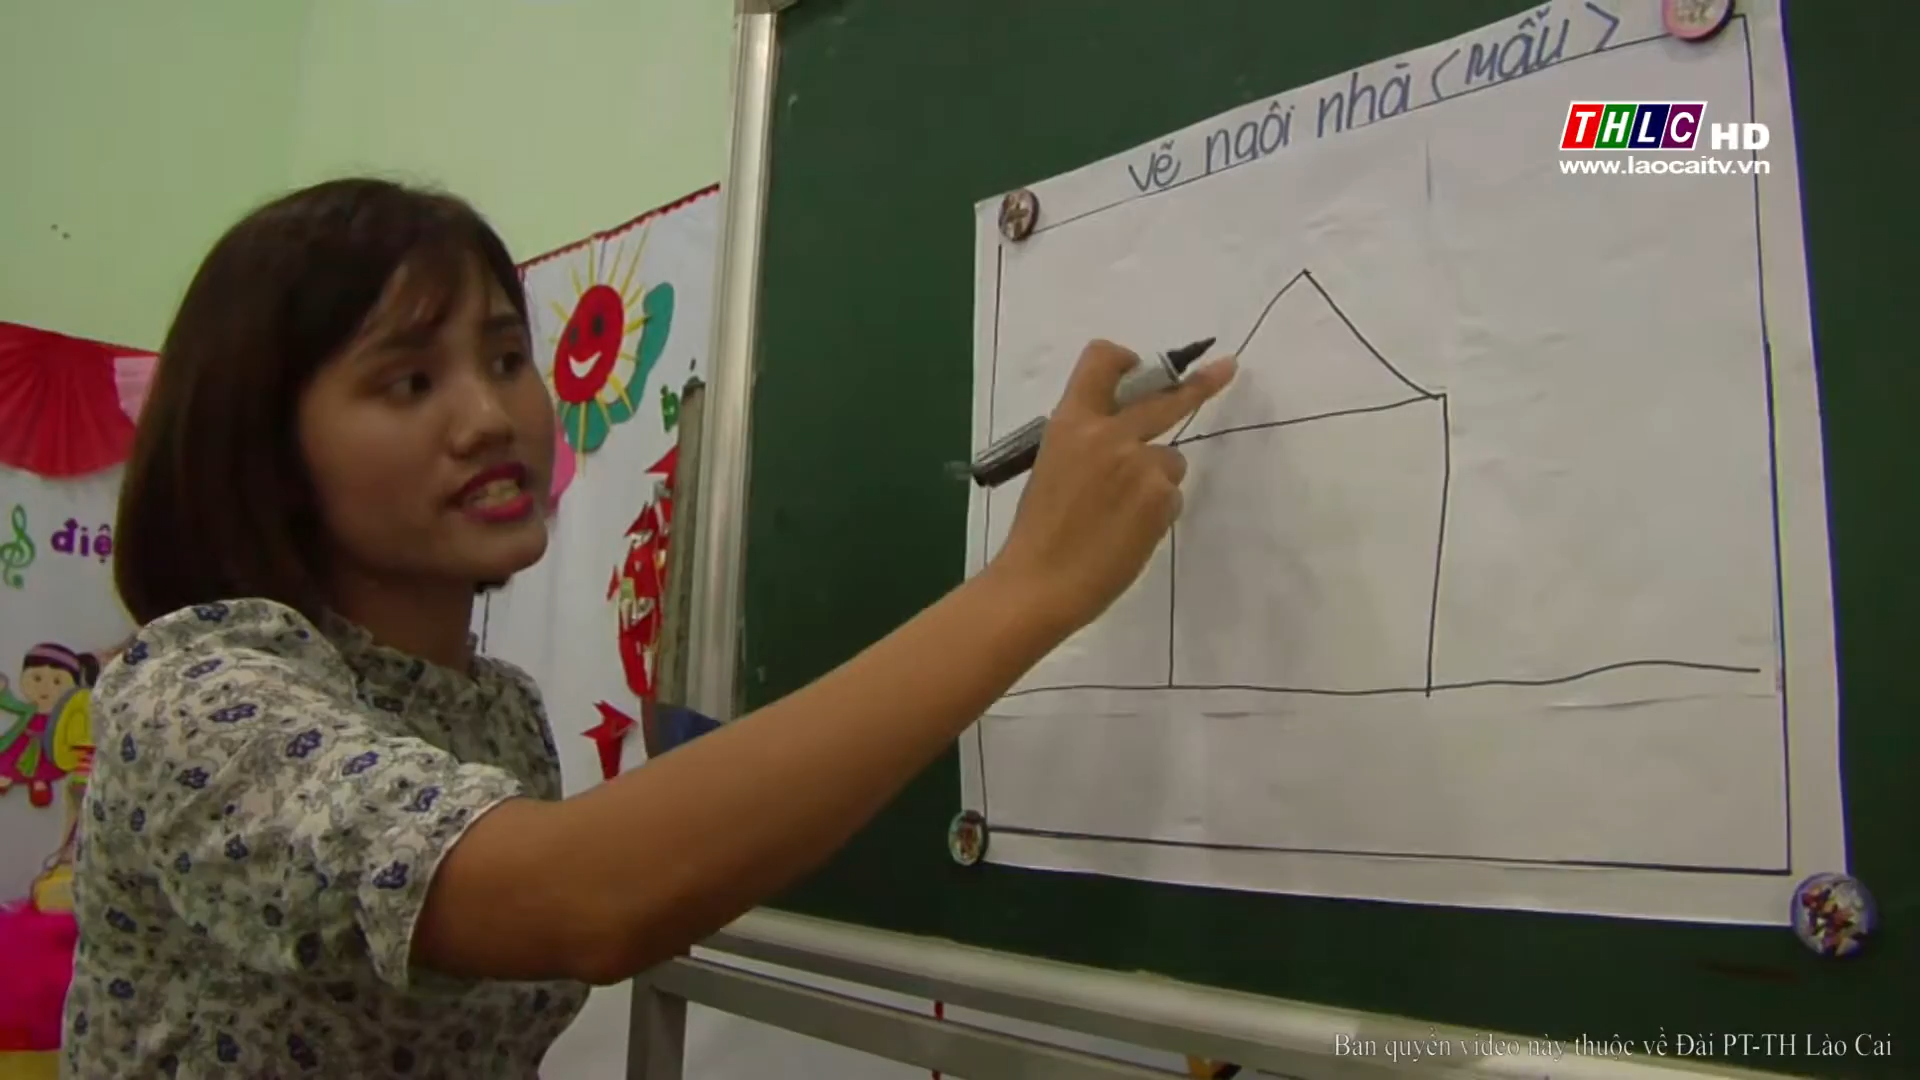 vẽ ngôi nhà (mẫu)
THLC HD
www.laocaitv.vn
điệ
Ban quyền video này thuộc về Đài PT-TH Lào Cai